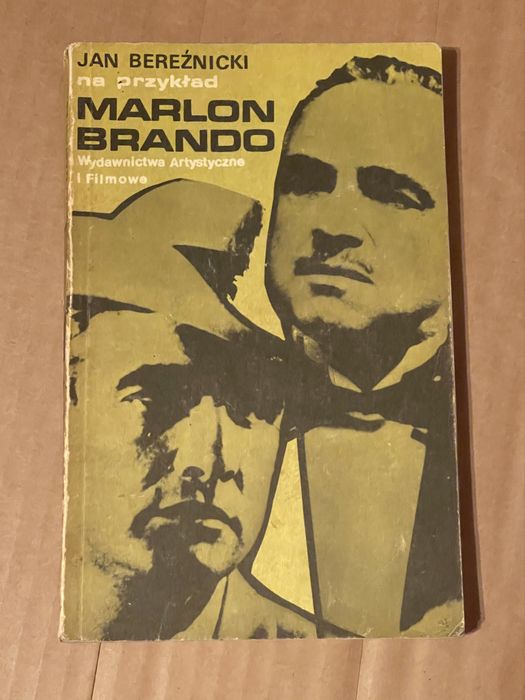 JAN BEREŹNICKI
na przykład
MARLON
BRANDO
Wydawnictwa Artystyczne
i Filmowe